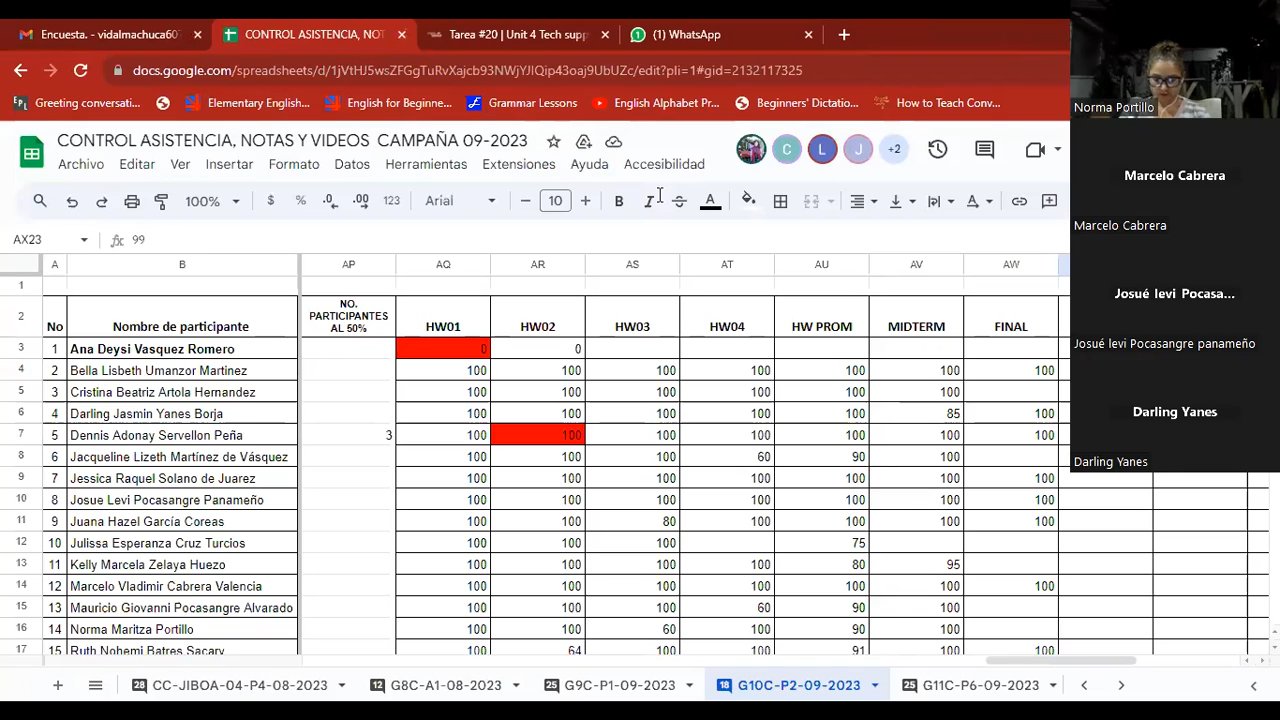 Encuesta. - vidalmachuca60
CONTROL ASISTENCIA, NOT
Tarea #20 | Unit 4 Tech supp
(1) WhatsApp
docs.google.com/spreadsheets/d/1jVtHJ5wsZFGgTuRvXajcb93NWjYJIQip43oaj9UbUZc/edit?pli=1#gid=2132117325
Greeting conversati...
Elementary English...
English for Beginne...
Grammar Lessons
English Alphabet Pr...
Beginners' Dictatio...
How to Teach Conv...
CONTROL ASISTENCIA, NOTAS Y VIDEOS CAMPAÑA 09-2023
C L J +2
Archivo Editar Ver Insertar Formato Datos Herramientas Extensiones Ayuda Accesibilidad
100% $ % .0 .00 123 Arial 10 B I S A
AX23 fx 99
A B AP AQ AR AS AT AU AV AW
1
2 No Nombre de participante NO. PARTICIPANTES AL 50% HW01 HW02 HW03 HW04 HW PROM MIDTERM FINAL
3 1 Ana Deysi Vasquez Romero 0 0
4 2 Bella Lisbeth Umanzor Martinez 100 100 100 100 100 100 100
5 3 Cristina Beatriz Artola Hernandez 100 100 100 100 100 100
6 4 Darling Jasmin Yanes Borja 100 100 100 100 100 85 100
7 5 Dennis Adonay Servellon Peña 3 100 100 100 100 100 100 100
8 6 Jacqueline Lizeth Martínez de Vásquez 100 100 100 60 90 100
9 7 Jessica Raquel Solano de Juarez 100 100 100 100 100 100 100
10 8 Josue Levi Pocasangre Panameño 100 100 100 100 100 100 100
11 9 Juana Hazel García Coreas 100 100 80 100 100 100 100
12 10 Julissa Esperanza Cruz Turcios 100 100 100 75
13 11 Kelly Marcela Zelaya Huezo 100 100 100 100 80 95
14 12 Marcelo Vladimir Cabrera Valencia 100 100 100 100 100 100 100
15 13 Mauricio Giovanni Pocasangre Alvarado 100 100 100 60 90 100
16 14 Norma Maritza Portillo 100 100 60 100 90 100
17 15 Ruth Nohemi Batres Sacary 100 64 100 100 91 100 100
28 CC-JIBOA-04-P4-08-2023
12 G8C-A1-08-2023
25 G9C-P1-09-2023
18 G10C-P2-09-2023
25 G11C-P6-09-2023
Norma Portillo
Marcelo Cabrera
Marcelo Cabrera
Josué levi Pocasa...
Josué levi Pocasangre panameño
Darling Yanes
Darling Yanes